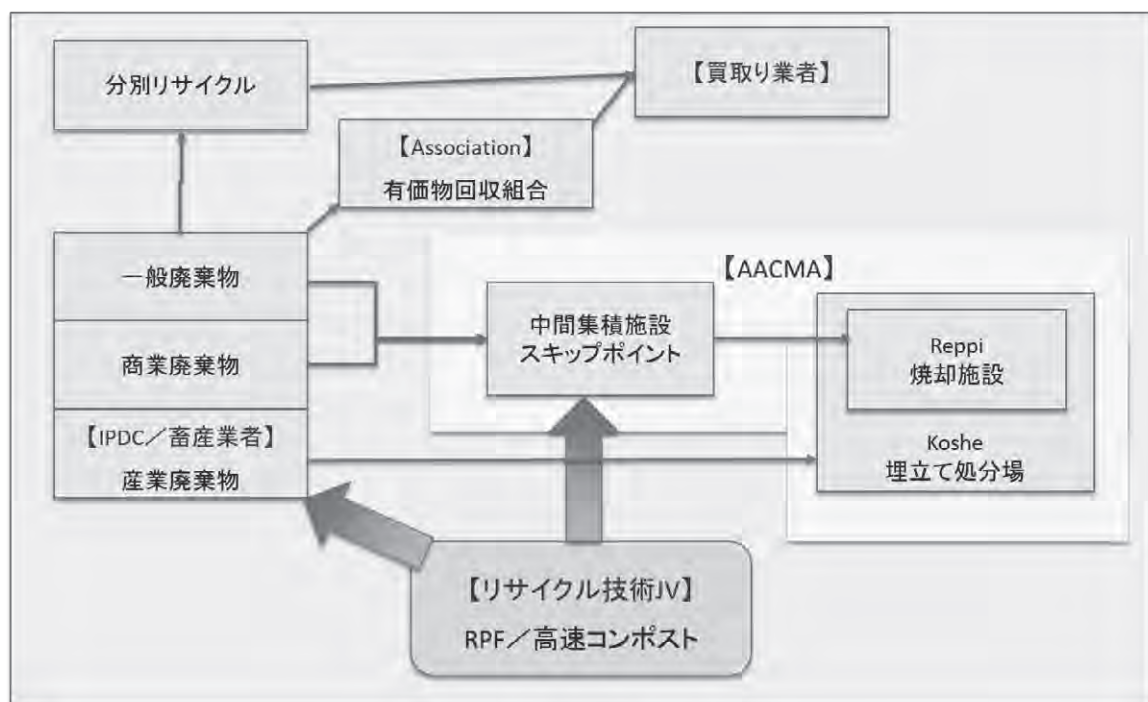 分別リサイクル
【買取り業者】
【Association】
有価物回収組合
一般廃棄物
商業廃棄物
【IPDC／畜産業者】
産業廃棄物
【AACMA】
中間集積施設
スキップポイント
Reppi
焼却施設
Koshe
埋立て処分場
【リサイクル技術JV】
RPF／高速コンポスト